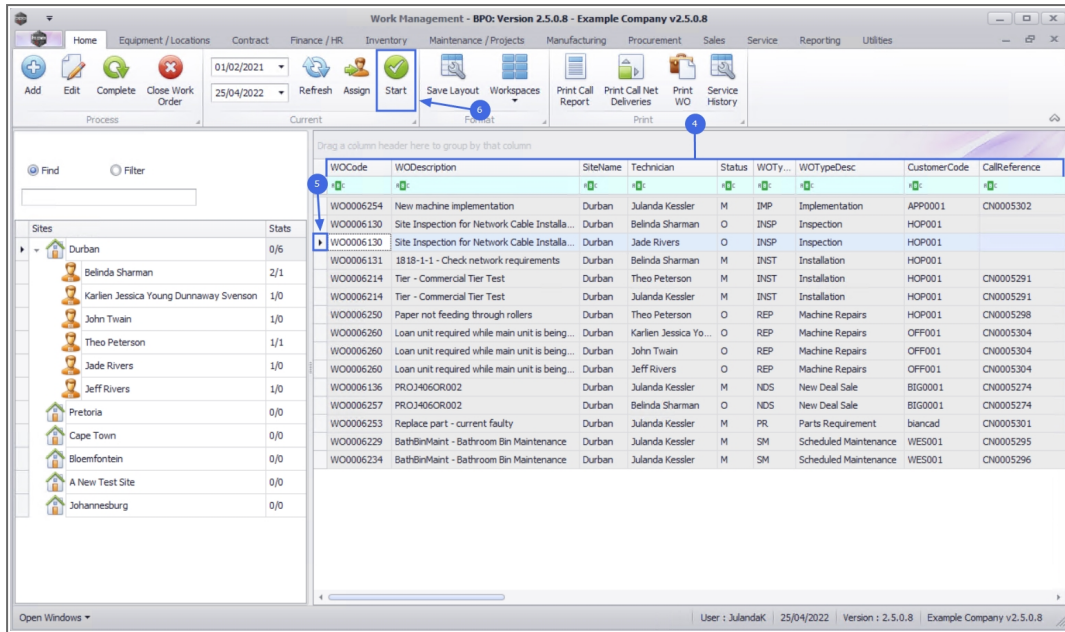 Work Management - BPO: Version 2.5.0.8 - Example Company v2.5.0.8
Home Equipment / Locations Contract Finance / HR Inventory Maintenance / Projects Manufacturing Procurement Sales Service Reporting Utilities
01/02/2021
25/04/2022
Add Edit Complete Close Work Order Refresh Assign Start Save Layout Workspaces Print Call Report Print Call Net Deliveries Print WO Service History
Process Current Format Print
6
4
5
Drag a column header here to group by that column
Find Filter
WOCode WODescription SiteName Technician Status WOTy... WOTypeDesc CustomerCode CallReference
WO0006254 New machine implementation Durban Julanda Kessler M IMP Implementation APP0001 CN0005302
WO0006130 Site Inspection for Network Cable Installa... Durban Belinda Sharman O INSP Inspection HOP001
WO0006130 Site Inspection for Network Cable Installa... Durban Jade Rivers O INSP Inspection HOP001
WO0006131 1818-1-1 - Check network requirements Durban Belinda Sharman M INST Installation HOP001
WO0006214 Tier - Commercial Tier Test Durban Theo Peterson M INST Installation HOP001 CN0005291
WO0006214 Tier - Commercial Tier Test Durban Julanda Kessler M INST Installation HOP001 CN0005291
WO0006250 Paper not feeding through rollers Durban Theo Peterson O REP Machine Repairs HOP001 CN0005298
WO0006260 Loan unit required while main unit is being... Durban Karlien Jessica Yo... O REP Machine Repairs OFF001 CN0005304
WO0006260 Loan unit required while main unit is being... Durban John Twain O REP Machine Repairs OFF001 CN0005304
WO0006260 Loan unit required while main unit is being... Durban Jeff Rivers O REP Machine Repairs OFF001 CN0005304
WO0006136 PROJ406OR002 Durban Julanda Kessler M NDS New Deal Sale BIG0001 CN0005274
WO0006257 PROJ406OR002 Durban Belinda Sharman O NDS New Deal Sale BIG0001 CN0005274
WO0006253 Replace part - current faulty Durban Julanda Kessler M PR Parts Requirement biancad CN0005301
WO0006229 BathBinMaint - Bathroom Bin Maintenance Durban Julanda Kessler M SM Scheduled Maintenance WES001 CN0005295
WO0006234 BathBinMaint - Bathroom Bin Maintenance Durban Julanda Kessler M SM Scheduled Maintenance WES001 CN0005296
Sites Stats
Durban 0/6
Belinda Sharman 2/1
Karlien Jessica Young Dunnaway Svenson 1/0
John Twain 1/0
Theo Peterson 1/1
Jade Rivers 1/0
Jeff Rivers 1/0
Pretoria 0/0
Cape Town 0/0
Bloemfontein 0/0
A New Test Site 0/0
Johannesburg 0/0
Open Windows User : JulandaK 25/04/2022 Version : 2.5.0.8 Example Company v2.5.0.8